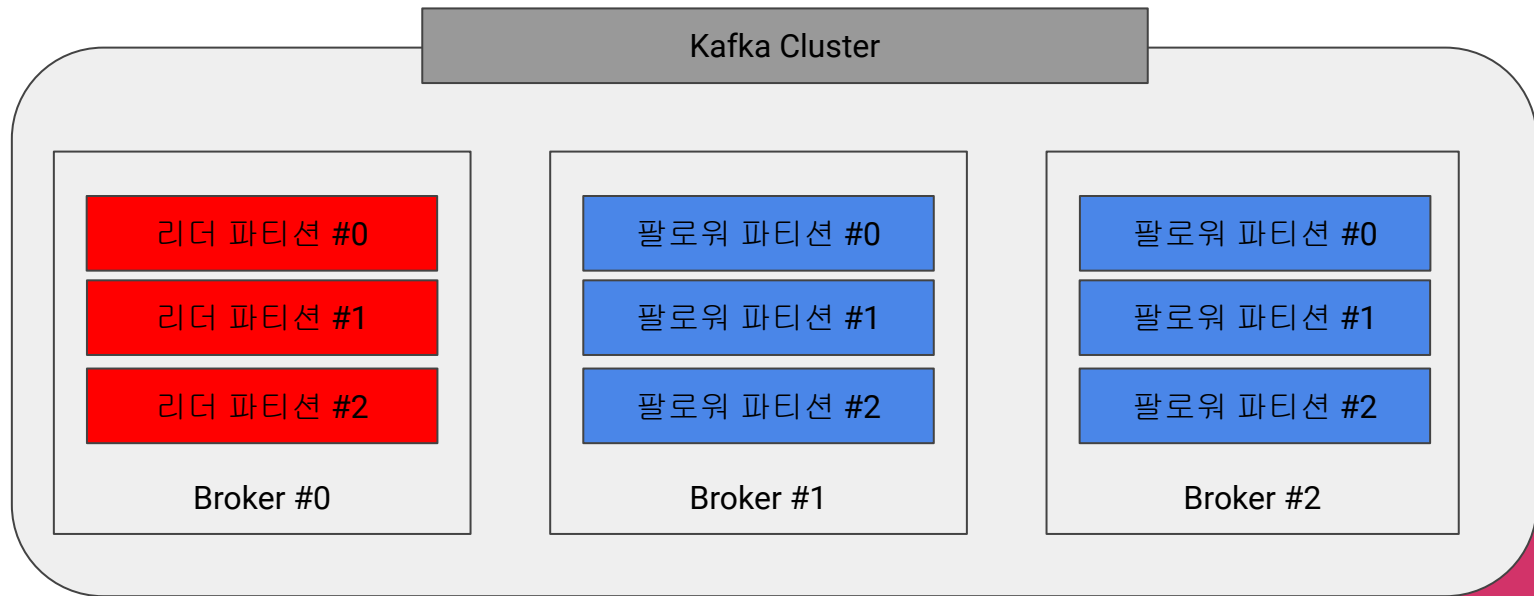 Kafka Cluster
리더 파티션 #0
리더 파티션 #1
리더 파티션 #2
Broker #0
팔로워 파티션 #0
팔로워 파티션 #1
팔로워 파티션 #2
Broker #1
팔로워 파티션 #0
팔로워 파티션 #1
팔로워 파티션 #2
Broker #2